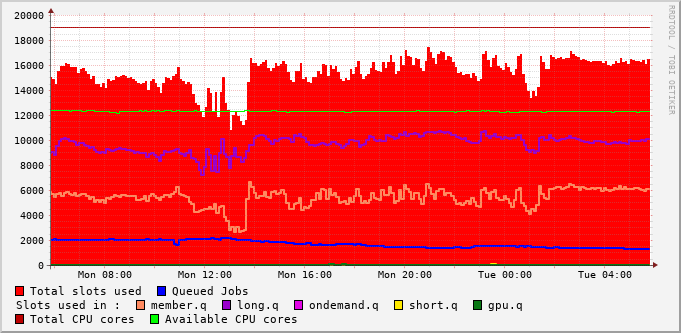 RRDTOOL / TOBI OETIKER
20000
18000
16000
14000
12000
10000
8000
6000
4000
2000
0
Mon 08:00 Mon 12:00 Mon 16:00 Mon 20:00 Tue 00:00 Tue 04:00
Total slots used Queued Jobs
Slots used in : member.q long.q ondemand.q short.q gpu.q
Total CPU cores Available CPU cores